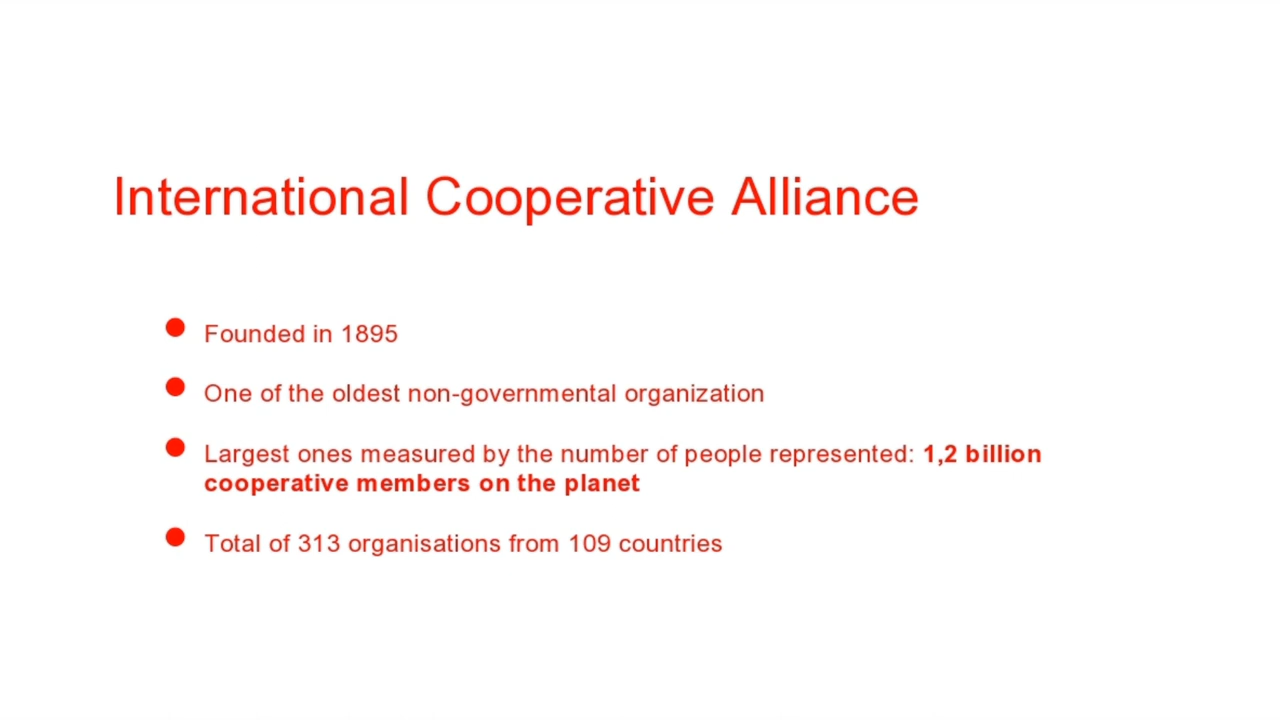 International Cooperative Alliance
Founded in 1895
One of the oldest non-governmental organization
Largest ones measured by the number of people represented: 1,2 billion
cooperative members on the planet
Total of 313 organisations from 109 countries